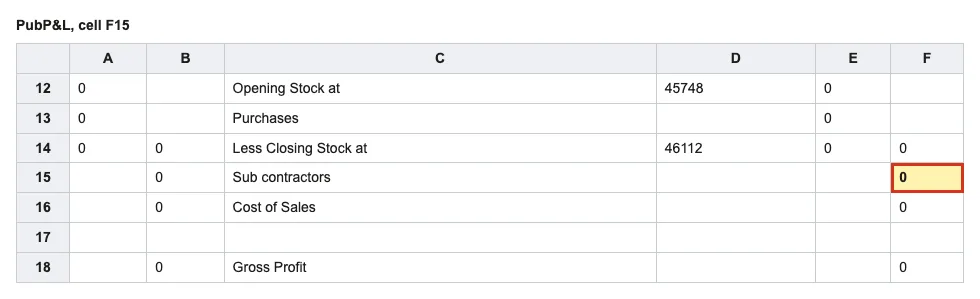 PubP&L, cell F15
A B C D E F
12 0 Opening Stock at 45748 0
13 0 Purchases 0
14 0 0 Less Closing Stock at 46112 0 0
15 0 Sub contractors 0
16 0 Cost of Sales 0
17
18 0 Gross Profit 0